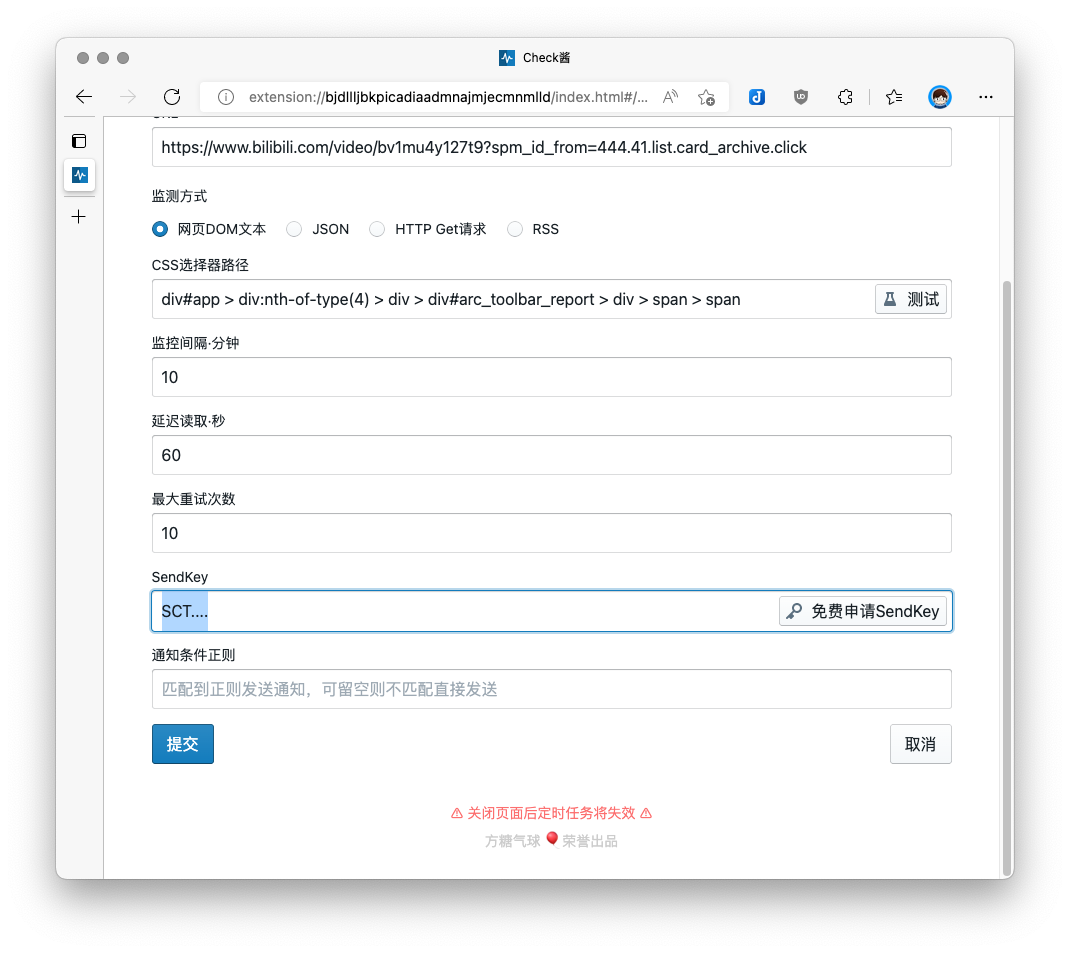 Check酱
extension://bjdllljbkpicadiaadmnajmjecmnmlld/index.html#/...
https://www.bilibili.com/video/bv1mu4y127t9?spm_id_from=444.41.list.card_archive.click
监测方式
网页DOM文本 JSON HTTP Get请求 RSS
CSS选择器路径
div#app > div:nth-of-type(4) > div > div#arc_toolbar_report > div > span > span 测试
监控间隔·分钟
10
延迟读取·秒
60
最大重试次数
10
SendKey
SCT.... 免费申请SendKey
通知条件正则
匹配到正则发送通知，可留空则不匹配直接发送
提交 取消
关闭页面后定时任务将失效
方糖气球🎈荣誉出品